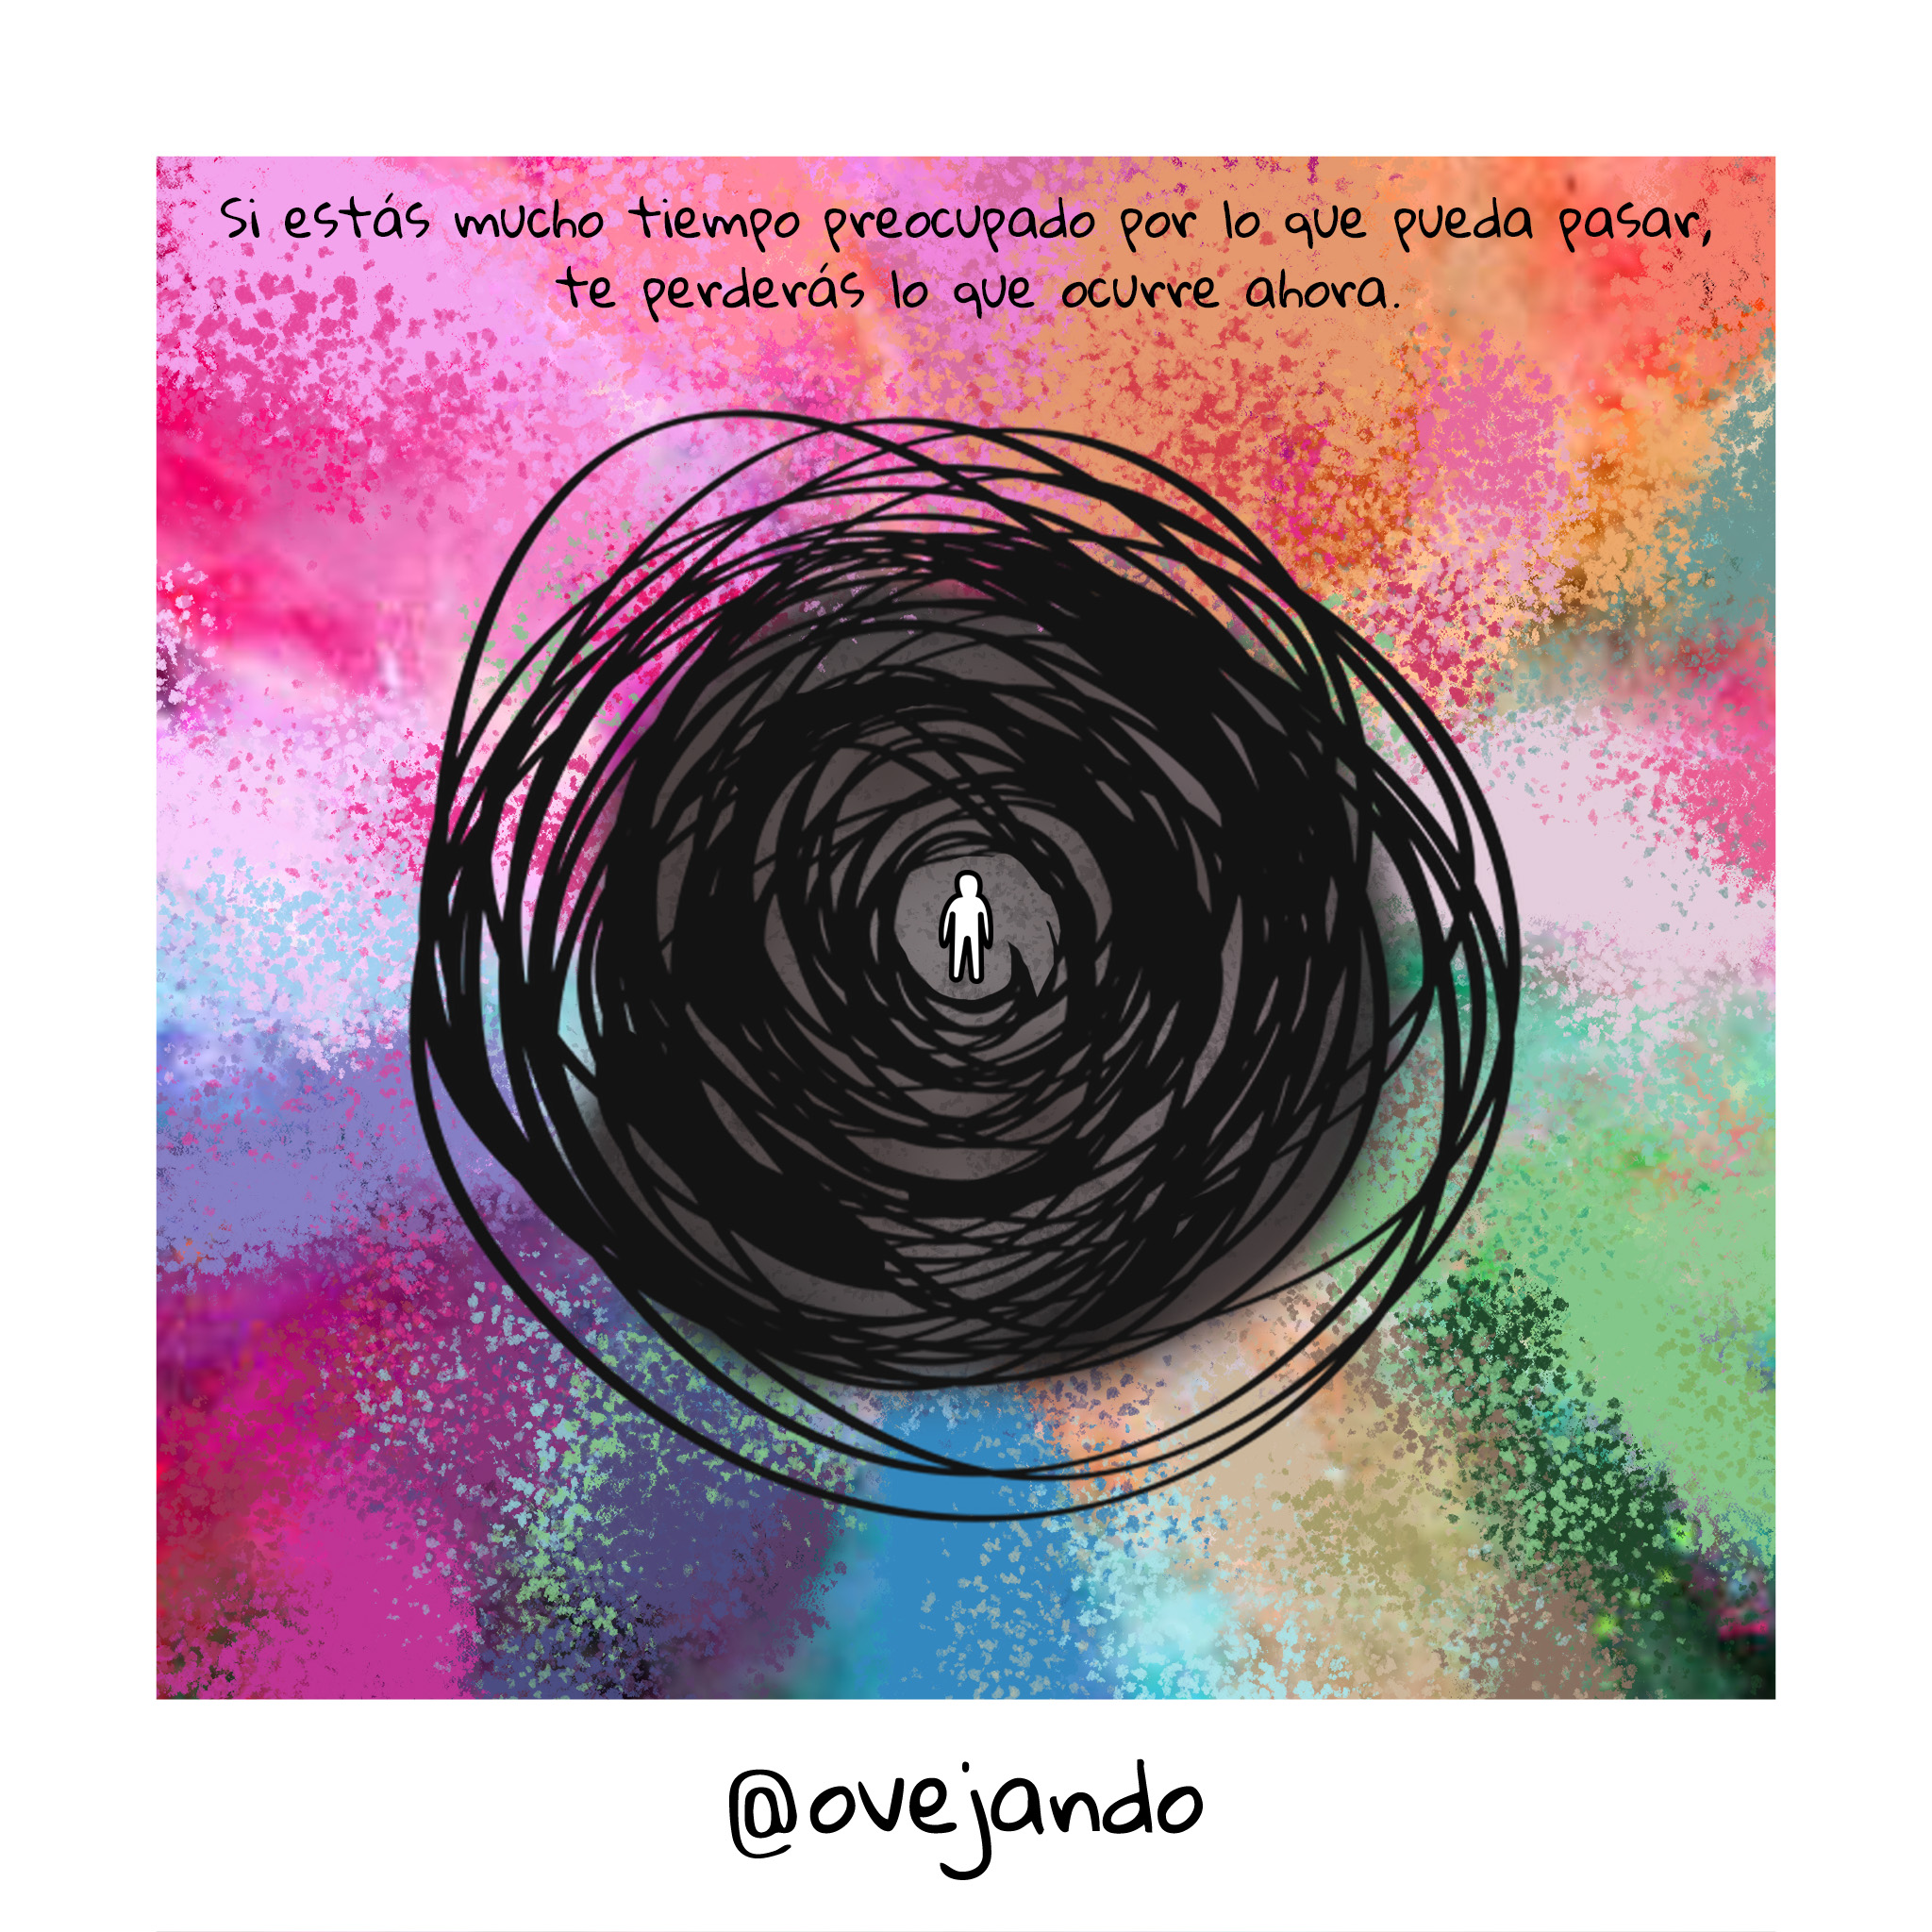 Si estás mucho tiempo preocupado por lo que pueda pasar,
te perderás lo que ocurre ahora.
@ovejando